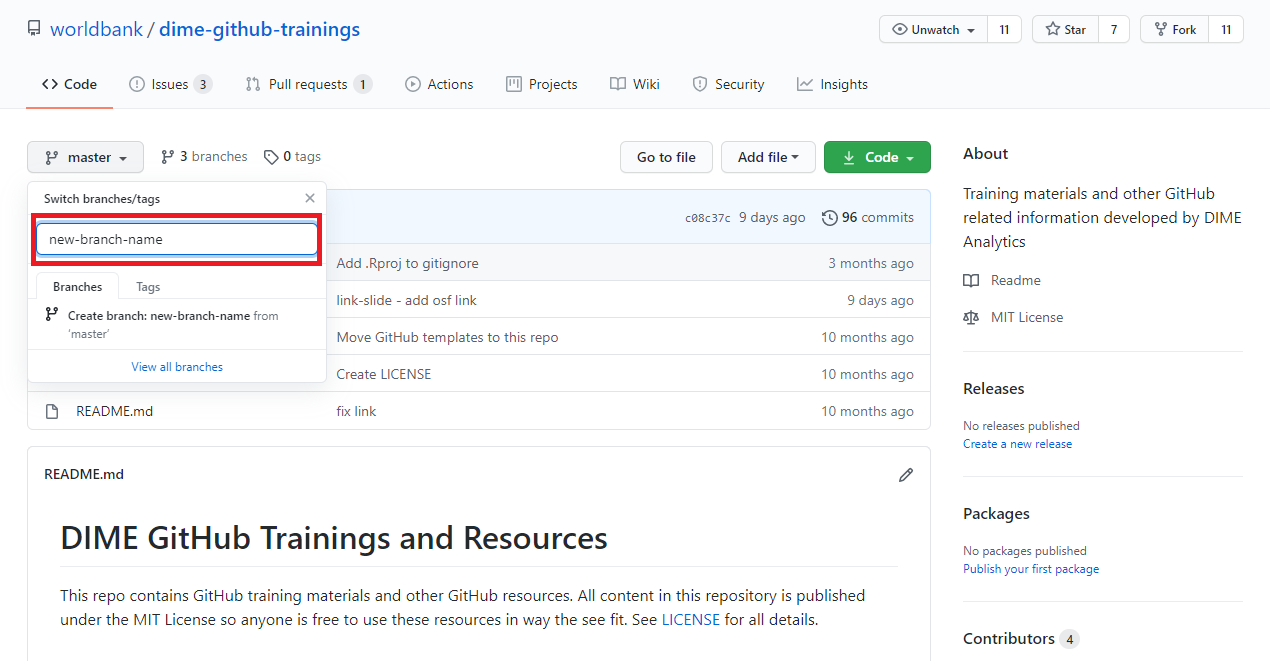 worldbank / dime-github-trainings
Unwatch 11 Star 7 Fork 11
Code Issues 3 Pull requests 1 Actions Projects Wiki Security Insights
master 3 branches 0 tags Go to file Add file Code
Switch branches/tags
new-branch-name
Branches Tags
Create branch: new-branch-name from
'master'
View all branches
c08c37c 9 days ago 96 commits
Add .Rproj to gitignore 3 months ago
link-slide - add osf link 9 days ago
Move GitHub templates to this repo 10 months ago
Create LICENSE 10 months ago
README.md fix link 10 months ago
README.md
DIME GitHub Trainings and Resources
This repo contains GitHub training materials and other GitHub resources. All content in this repository is published
under the MIT License so anyone is free to use these resources in way the see fit. See LICENSE for all details.
About
Training materials and other GitHub
related information developed by DIME
Analytics
Readme
MIT License
Releases
No releases published
Create a new release
Packages
No packages published
Publish your first package
Contributors 4